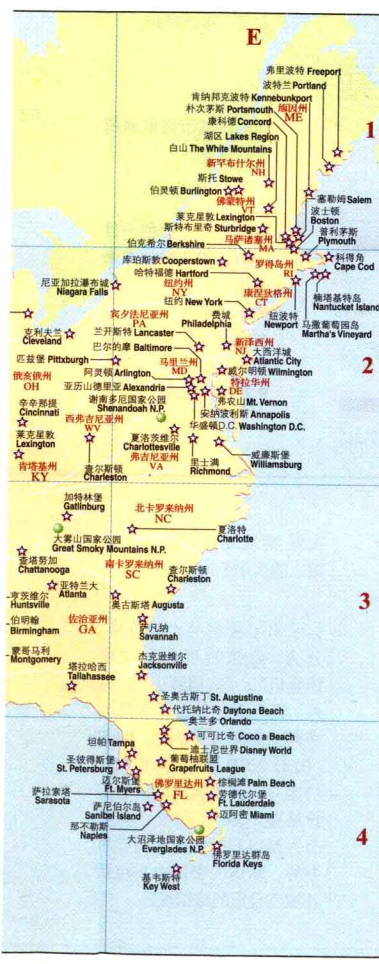 E
弗里波特 Freeport
波特兰 Portland
肯纳邦克波特 Kennebunkport
缅因州
ME
朴次茅斯 Portsmouth
康科德 Concord
1
湖区 Lakes Region
白山 The White Mountains
新罕布什尔州
NH
斯托 Stowe
伯灵顿 Burlington
塞勒姆 Salem
佛蒙特州
VT
波士顿
Boston
莱克星敦 Lexington
斯特布里奇 Sturbridge
普利茅斯
Plymouth
伯克希尔 Berkshire
马萨诸塞州
MA
库珀斯敦 Cooperstown
罗得岛州
RI
科得角
Cape Cod
哈特福德 Hartford
尼亚加拉瀑布城
Niagara Falls
纽约州
NY
康涅狄格州
CT
楠塔基特岛
Nantucket Island
纽约 New York
宾夕法尼亚州
PA
费城
Philadelphia
纽波特
Newport
马撒葡萄园岛
Martha's Vineyard
克利夫兰
Cleveland
兰开斯特 Lancaster
新泽西州
NJ
2
巴尔的摩 Baltimore
大西洋城
Atlantic City
匹兹堡 Pittxburgh
马里兰州
MD
阿灵顿 Arlington
威尔明顿 Wilmington
俄亥俄州
OH
亚历山德里亚 Alexandria
特拉华州
DE
谢南多厄国家公园
Shenandoah N.P.
弗农山 Mt. Vernon
安纳波利斯 Annapolis
辛辛那提
Cincinnati
西弗吉尼亚州
WV
华盛顿D.C. Washington D.C.
莱克星敦
Lexington
夏洛茨维尔
Charlottesville
威廉斯堡
Williamsburg
弗吉尼亚州
VA
里士满
Richmond
肯塔基州
KY
查尔斯顿
Charleston
加特林堡
Gatlinburg
北卡罗来纳州
NC
大雾山国家公园
Great Smoky Mountains N.P.
夏洛特
Charlotte
查塔努加
Chattanooga
南卡罗来纳州
SC
亚特兰大
Atlanta
查尔斯顿
Charleston
亨茨维尔
Huntsville
奥古斯塔 Augusta
3
伯明翰
Birmingham
佐治亚州
GA
萨凡纳
Savannah
蒙哥马利
Montgomery
杰克逊维尔
Jacksonville
塔拉哈西
Tallahassee
圣奥古斯丁 St. Augustine
代托纳比奇 Daytona Beach
奥兰多 Orlando
可可比奇 Coco a Beach
坦帕 Tampa
迪士尼世界 Disney World
圣彼得斯堡
St. Petersburg
葡萄柚联盟
Grapefruits League
迈尔斯堡
Ft. Myers
佛罗里达州
FL
棕榈滩 Palm Beach
萨拉索塔
Sarasota
劳德代尔堡
Ft. Lauderdale
萨尼伯尔岛
Sanibel Island
迈阿密 Miami
那不勒斯
Naples
4
大沼泽地国家公园
Everglades N.P.
佛罗里达群岛
Florida Keys
基韦斯特
Key West